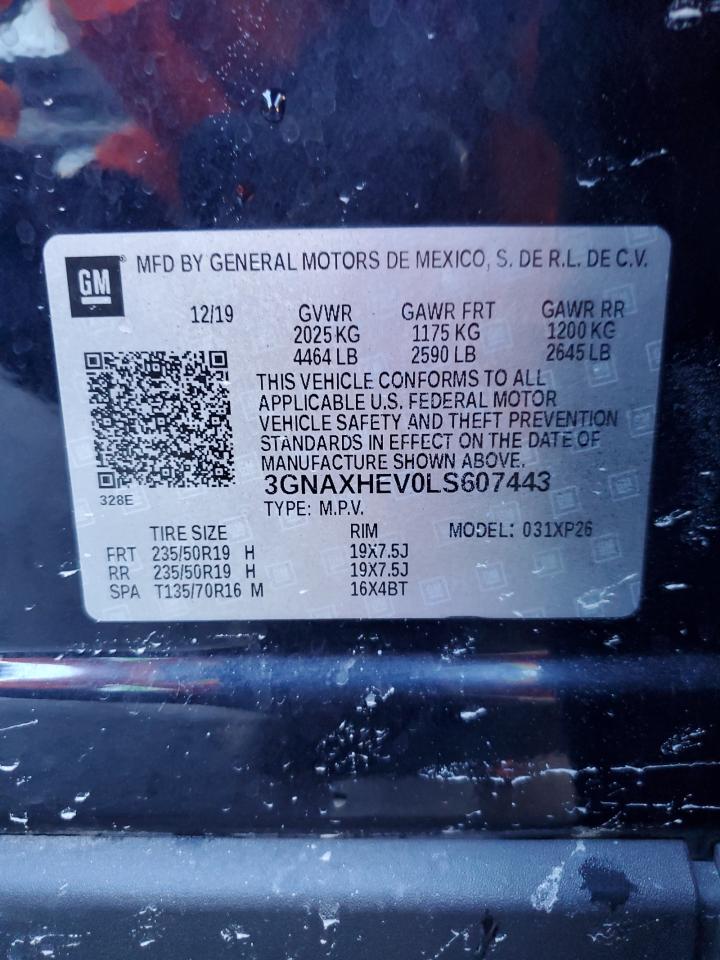 GM® MFD BY GENERAL MOTORS DE MEXICO, S. DE R.L. DE C.V.
12/19 GVWR GAWR FRT GAWR RR
2025 KG 1175 KG 1200 KG
4464 LB 2590 LB 2645 LB
THIS VEHICLE CONFORMS TO ALL
APPLICABLE U.S. FEDERAL MOTOR
VEHICLE SAFETY AND THEFT PREVENTION
STANDARDS IN EFFECT ON THE DATE OF
MANUFACTURE SHOWN ABOVE.
3GNAXHEV0LS607443
328E
TYPE: M.P.V.
TIRE SIZE RIM MODEL: 031XP26
FRT 235/50R19 H 19X7.5J
RR 235/50R19 H 19X7.5J
SPA T135/70R16 M 16X4BT